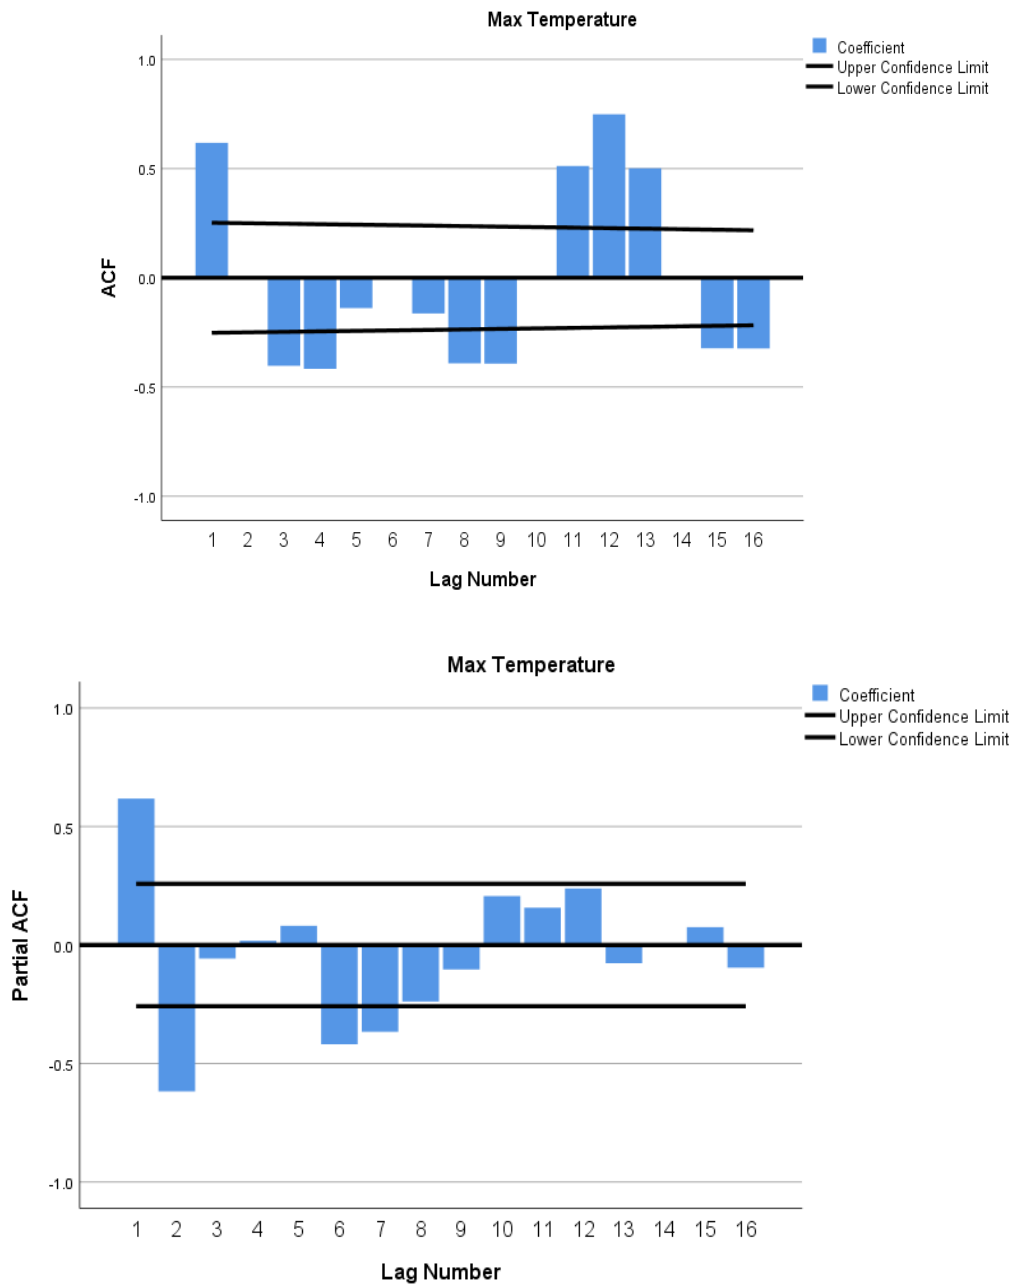 Max Temperature
Coefficient
Upper Confidence Limit
Lower Confidence Limit
1.0
0.5
0.0
-0.5
-1.0
ACF
1 2 3 4 5 6 7 8 9 10 11 12 13 14 15 16
Lag Number
Max Temperature
Coefficient
Upper Confidence Limit
Lower Confidence Limit
1.0
0.5
0.0
-0.5
-1.0
Partial ACF
1 2 3 4 5 6 7 8 9 10 11 12 13 14 15 16
Lag Number